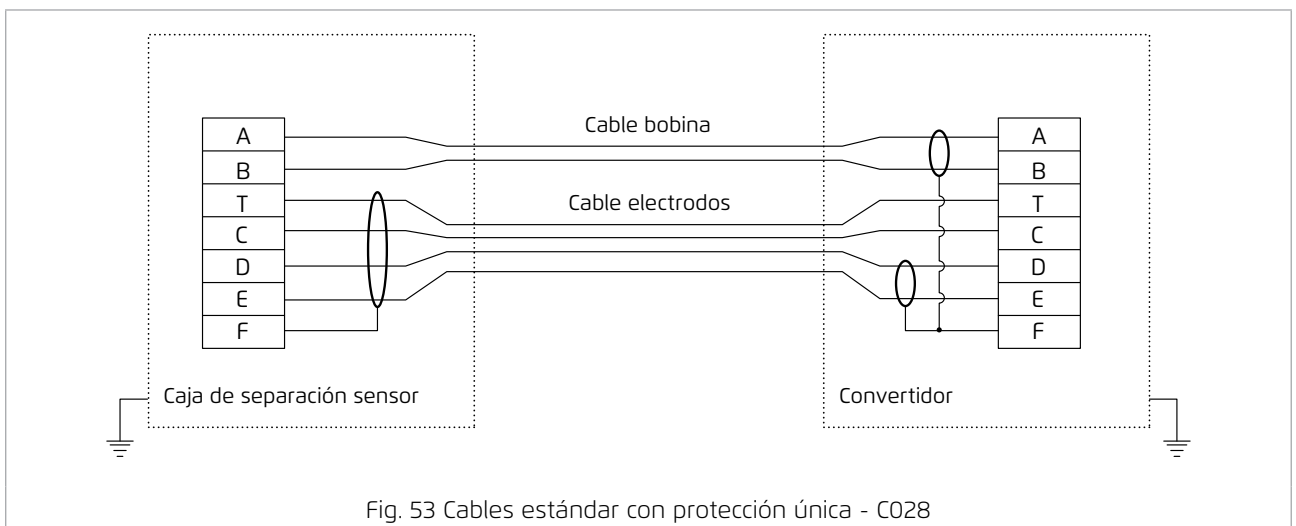 Cable bobina
Cable electrodos
A
B
T
C
D
E
F
A
B
T
C
D
E
F
Caja de separación sensor
Convertidor
Fig. 53 Cables estándar con protección única - C028